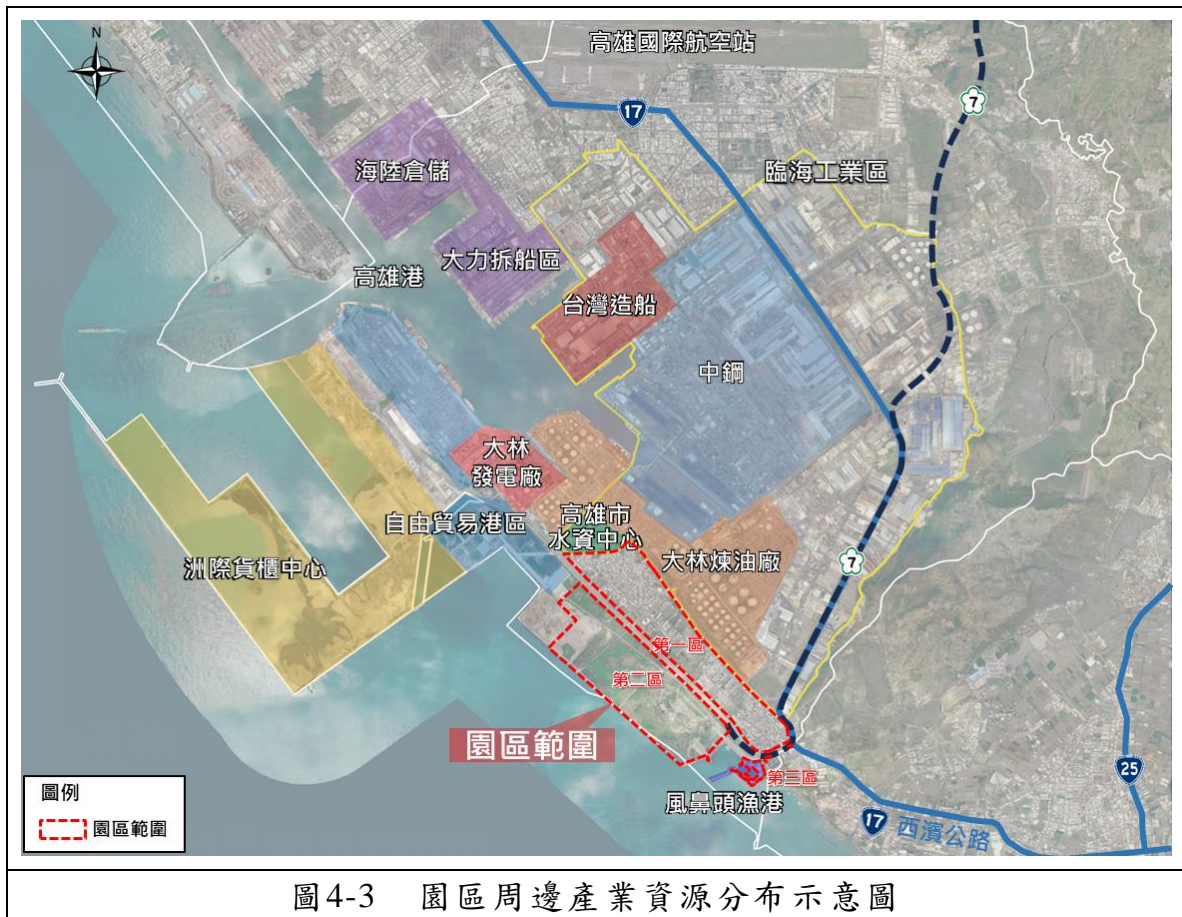 高雄國際航空站
N
17
7
海陸倉儲
臨海工業區
大力拆船區
高雄港
台灣造船
中鋼
大林
發電廠
自由貿易港區
高雄市
水資中心
大林煉油廠
7
洲際貨櫃中心
第一區
第二區
園區範圍
第三區
風鼻頭漁港
25
17
西濱公路
圖例
園區範圍
圖4-3 園區周邊產業資源分布示意圖